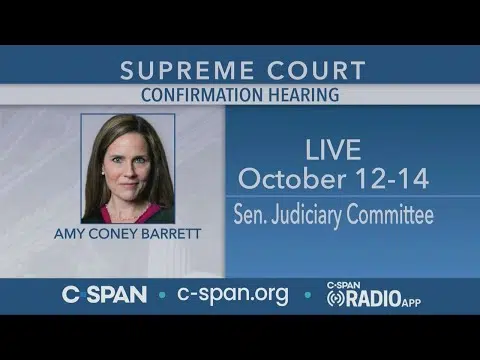 SUPREME COURT
CONFIRMATION HEARING
LIVE
October 12-14
Sen. Judiciary Committee
AMY CONEY BARRETT
C SPAN • c-span.org • C-SPAN RADIO APP